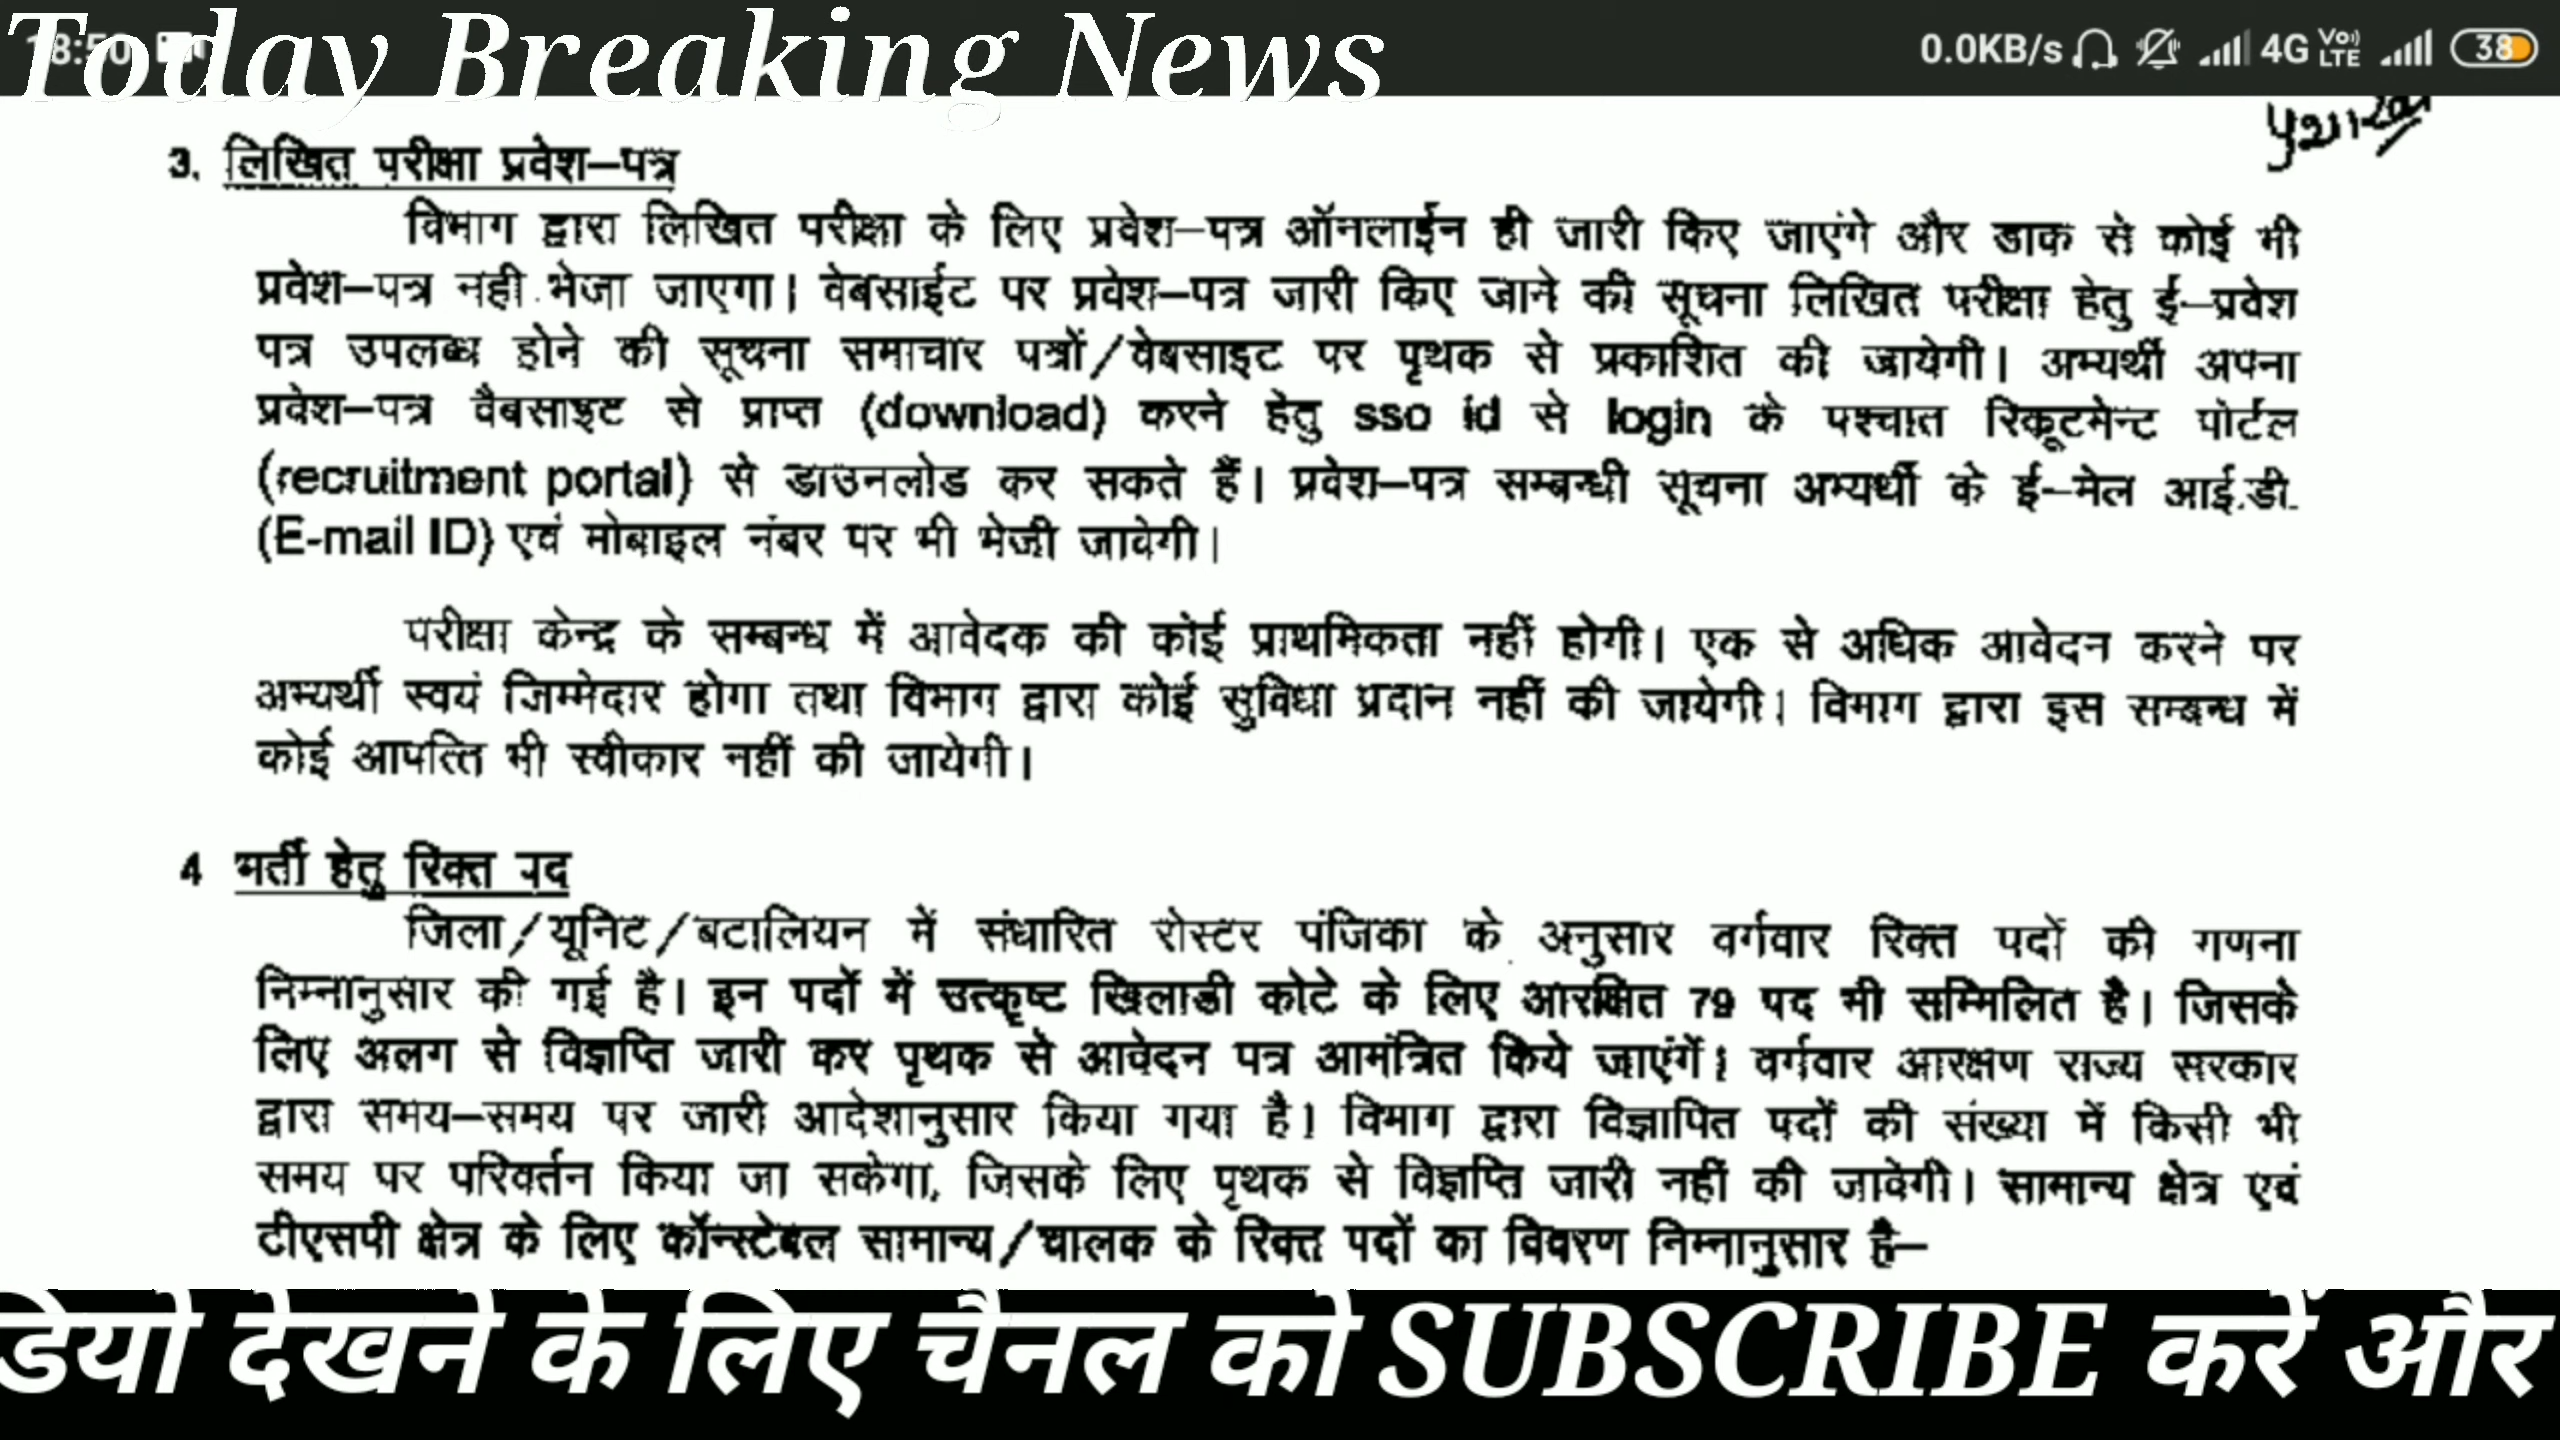 Today Breaking News
18:50 0.0KB/s 4G Vo)) LTE 38
3. लिखित परीक्षा प्रवेश–पत्र
विभाग द्वारा लिखित परीक्षा के लिए प्रवेश–पत्र ऑनलाईन ही जारी किए जाएंगे और डाक से कोई भी
प्रवेश–पत्र नही भेजा जाएगा। वेबसाईट पर प्रवेश–पत्र जारी किए जाने की सूचना लिखित परीक्षा हेतु ई–प्रवेश
पत्र उपलब्ध होने की सूचना समाचार पत्रों/वेबसाइट पर पृथक से प्रकाशित की जायेगी। अभ्यर्थी अपना
प्रवेश–पत्र वैबसाइट से प्राप्त (download) करने हेतु sso id से login के पश्चात रिक्रूटमेन्ट पोर्टल
(recruitment portal) से डाउनलोड कर सकते हैं। प्रवेश–पत्र सम्बन्धी सूचना अभ्यर्थी के ई–मेल आई.डी.
(E-mail ID) एवं मोबाइल नंबर पर भी भेजी जावेगी।
परीक्षा केन्द्र के सम्बन्ध में आवेदक की कोई प्राथमिकता नहीं होगी। एक से अधिक आवेदन करने पर
अभ्यर्थी स्वयं जिम्मेदार होगा तथा विभाग द्वारा कोई सुविधा प्रदान नहीं की जायेगी। विभाग द्वारा इस सम्बन्ध में
कोई आपत्ति भी स्वीकार नहीं की जायेगी।
4 भर्ती हेतु रिक्त पद
जिला/यूनिट/बटालियन में संधारित रोस्टर पंजिका के अनुसार वर्गवार रिक्त पदों की गणना
निम्नानुसार की गई है। इन पदों में उत्कृष्ट खिलाडी कोटे के लिए आरक्षित 79 पद भी सम्मिलित है। जिसके
लिए अलग से विज्ञप्ति जारी कर पृथक से आवेदन पत्र आमंत्रित किये जाएंगें। वर्गवार आरक्षण राज्य सरकार
द्वारा समय–समय पर जारी आदेशानुसार किया गया है। विभाग द्वारा विज्ञापित पदों की संख्या में किसी भी
समय पर परिवर्तन किया जा सकेगा, जिसके लिए पृथक से विज्ञप्ति जारी नहीं की जावेगी। सामान्य क्षेत्र एवं
टीएसपी क्षेत्र के लिए कॉन्स्टेबल सामान्य/चालक के रिक्त पदों का विवरण निम्नानुसार है–
डियो देखने के लिए चैनल को SUBSCRIBE करें और